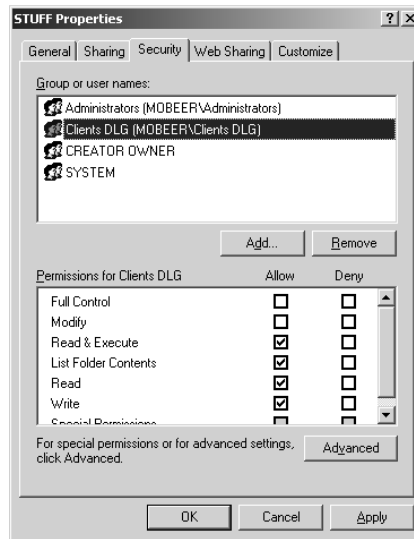 STUFF Properties
General Sharing Security Web Sharing Customize
Group or user names:
Administrators (MOBEER\Administrators)
Clients DLG (MOBEER\Clients DLG)
CREATOR OWNER
SYSTEM
Add... Remove
Permissions for Clients DLG Allow Deny
Full Control
Modify
Read & Execute
List Folder Contents
Read
Write
Special Permissions
For special permissions or for advanced settings, Advanced
click Advanced.
OK Cancel Apply